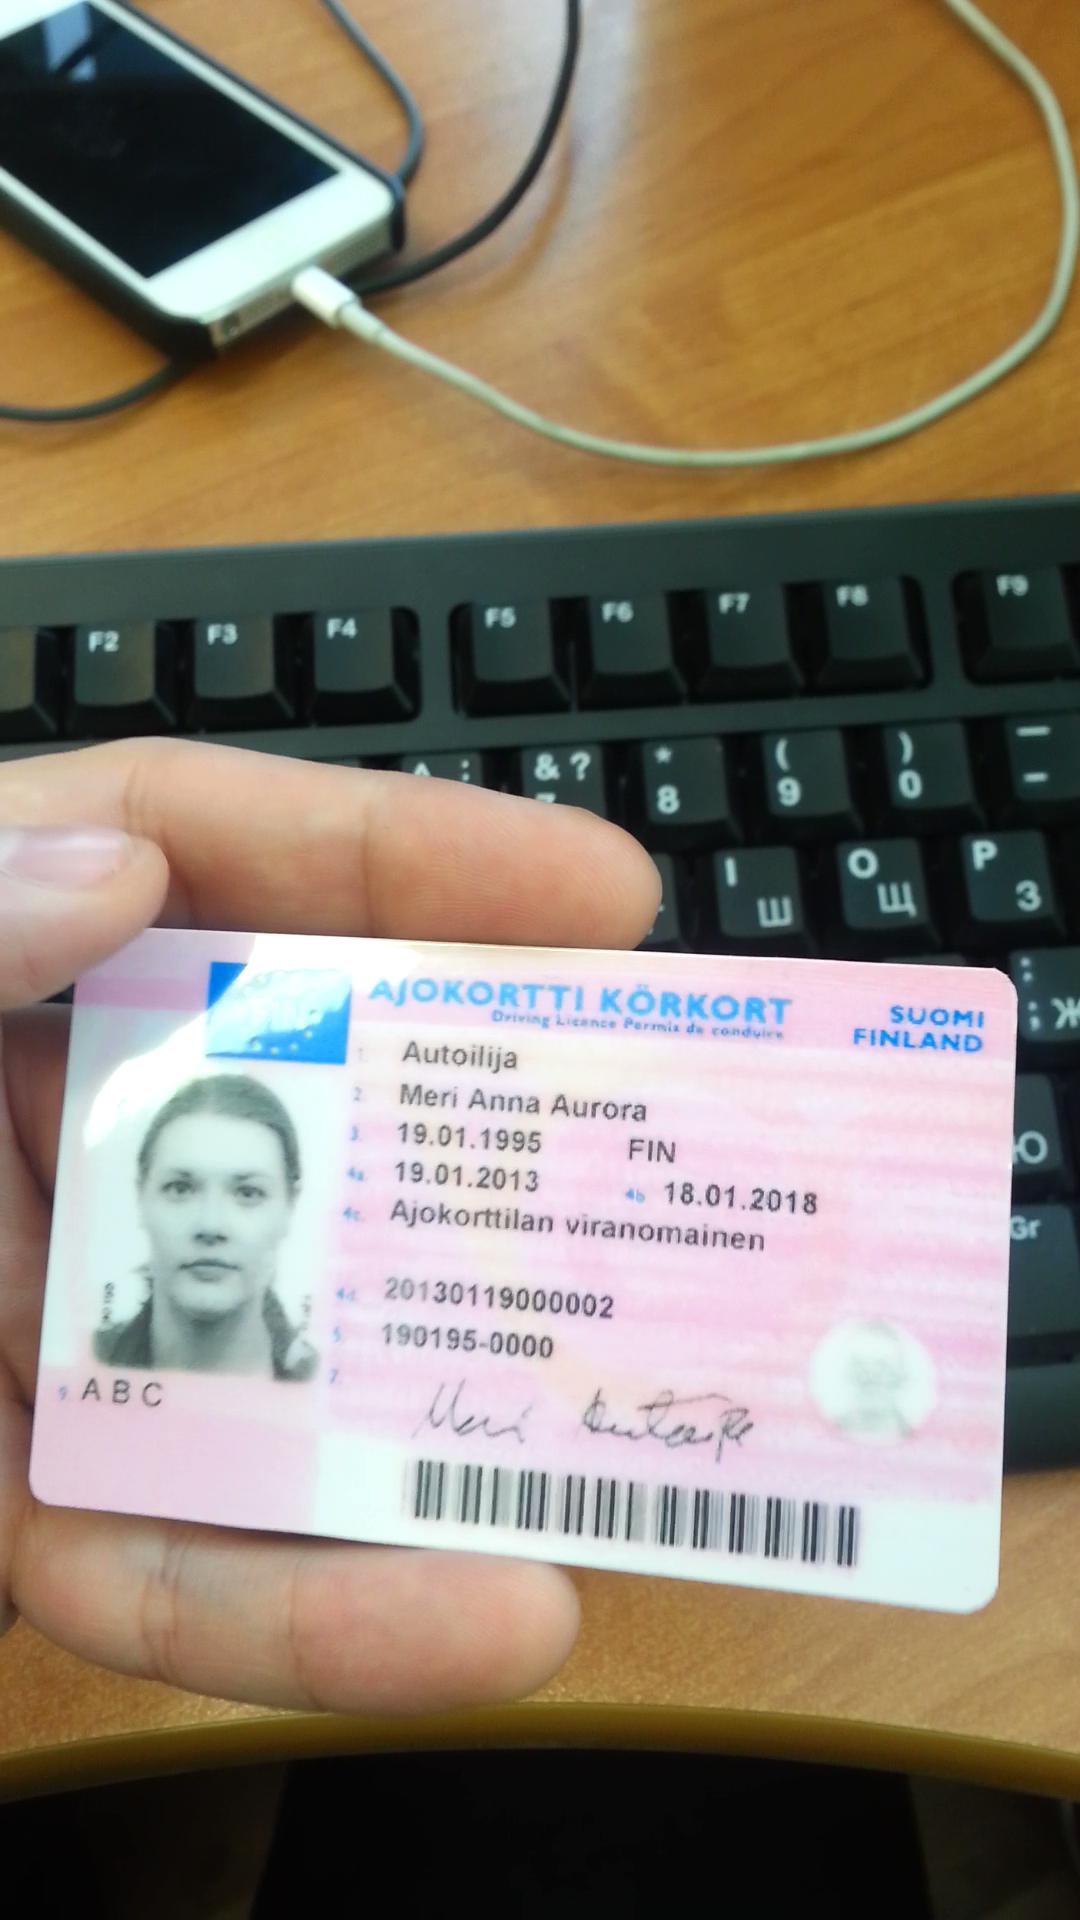 F2 F3 F4 F5 F6 F7 F8 F9
& ? * ( ) —
8 9 0 -
I O P
Ш Щ З
: ; Ж
Ю
Gr
AJOKORTTI KÖRKORT
Driving Licence Permis de conduire
SUOMI
FINLAND
1. Autoilija
2. Meri Anna Aurora
3. 19.01.1995 FIN
4a. 19.01.2013 4b 18.01.2018
4c. Ajokorttilan viranomainen
4d. 20130119000002
5. 190195-0000
7. Meri Autoilija
9. A B C